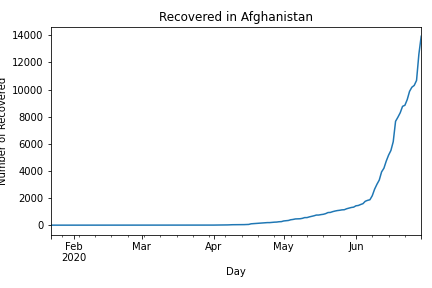 Recovered in Afghanistan
Number of Recovered
14000
12000
10000
8000
6000
4000
2000
0
Feb
2020
Mar
Apr
May
Jun
Day